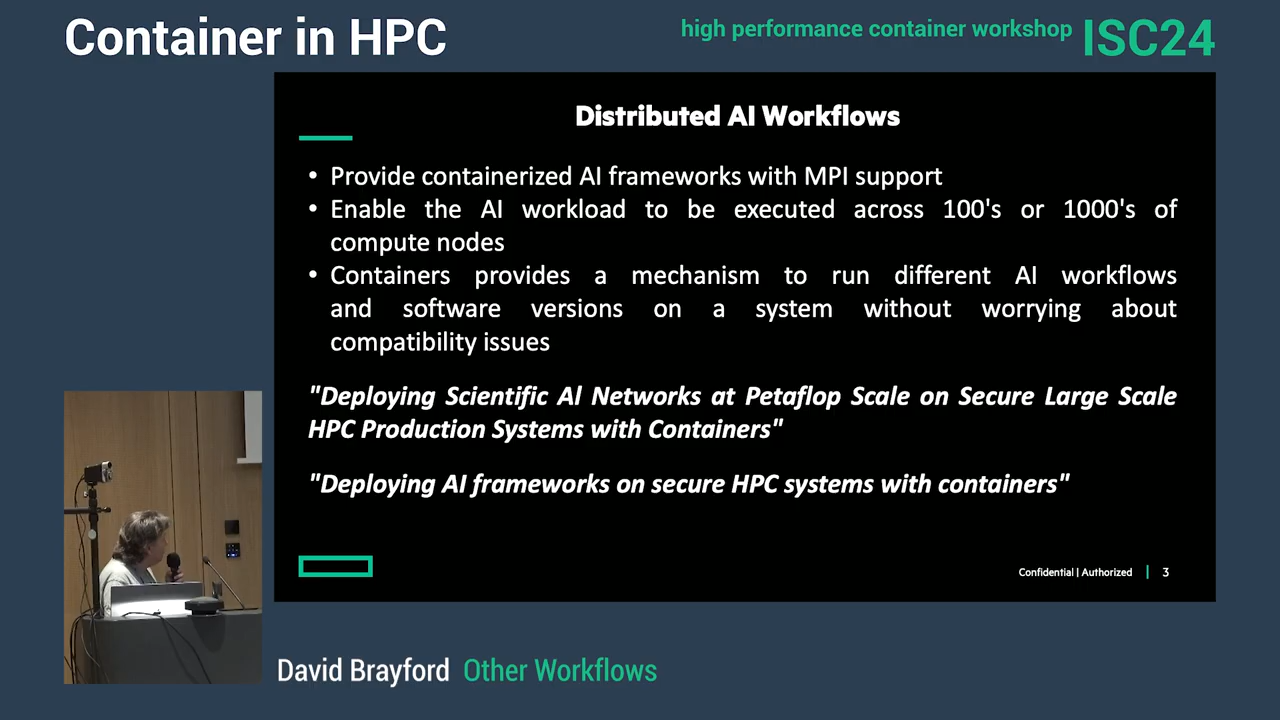 Container in HPC
high performance container workshop ISC24
Distributed AI Workflows
• Provide containerized AI frameworks with MPI support
• Enable the AI workload to be executed across 100's or 1000's of
compute nodes
• Containers provides a mechanism to run different AI workflows
and software versions on a system without worrying about
compatibility issues
"Deploying Scientific Al Networks at Petaflop Scale on Secure Large Scale
HPC Production Systems with Containers"
"Deploying AI frameworks on secure HPC systems with containers"
Confidential | Authorized | 3
David Brayford Other Workflows